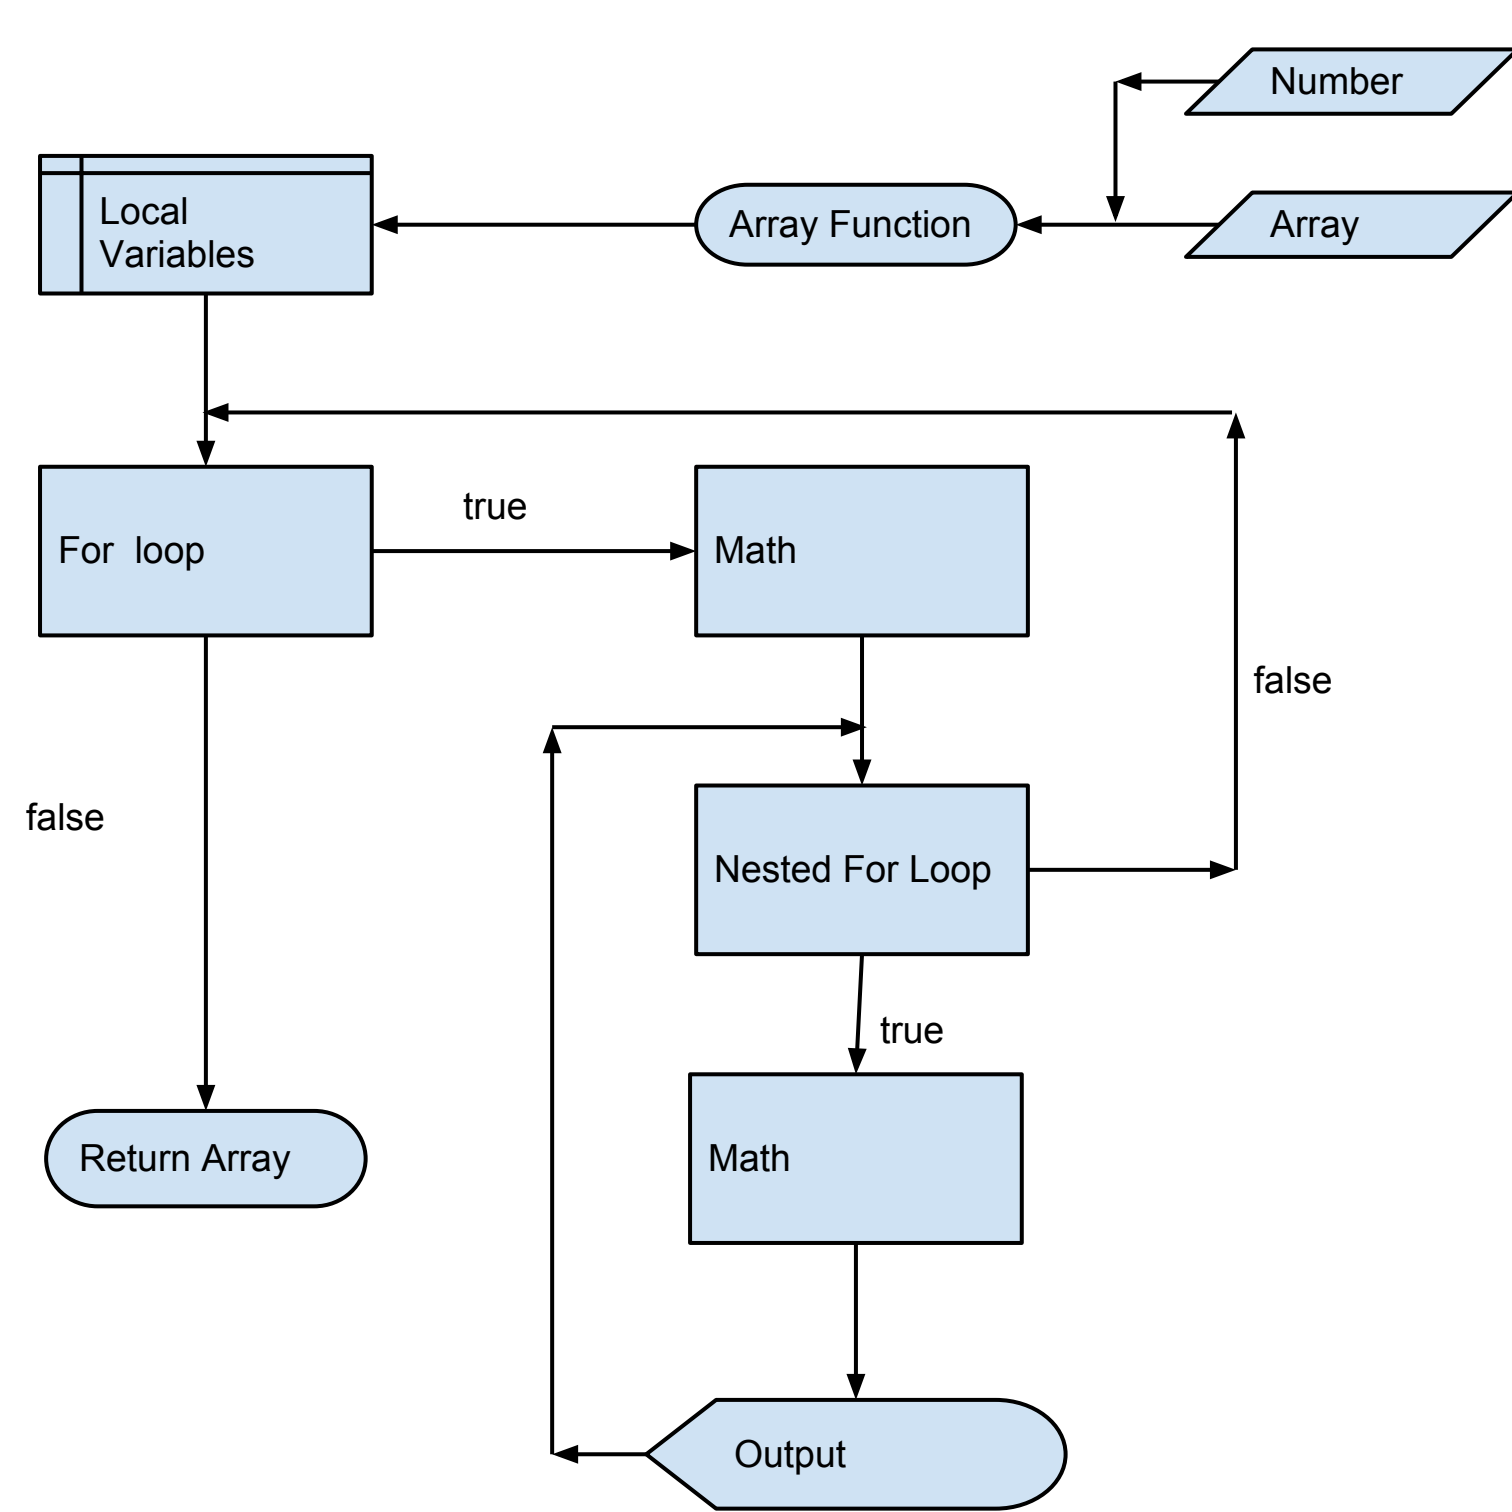 Number
Local
Variables
Array Function
Array
For  loop
true
Math
false
false
Nested For Loop
true
Return Array
Math
Output